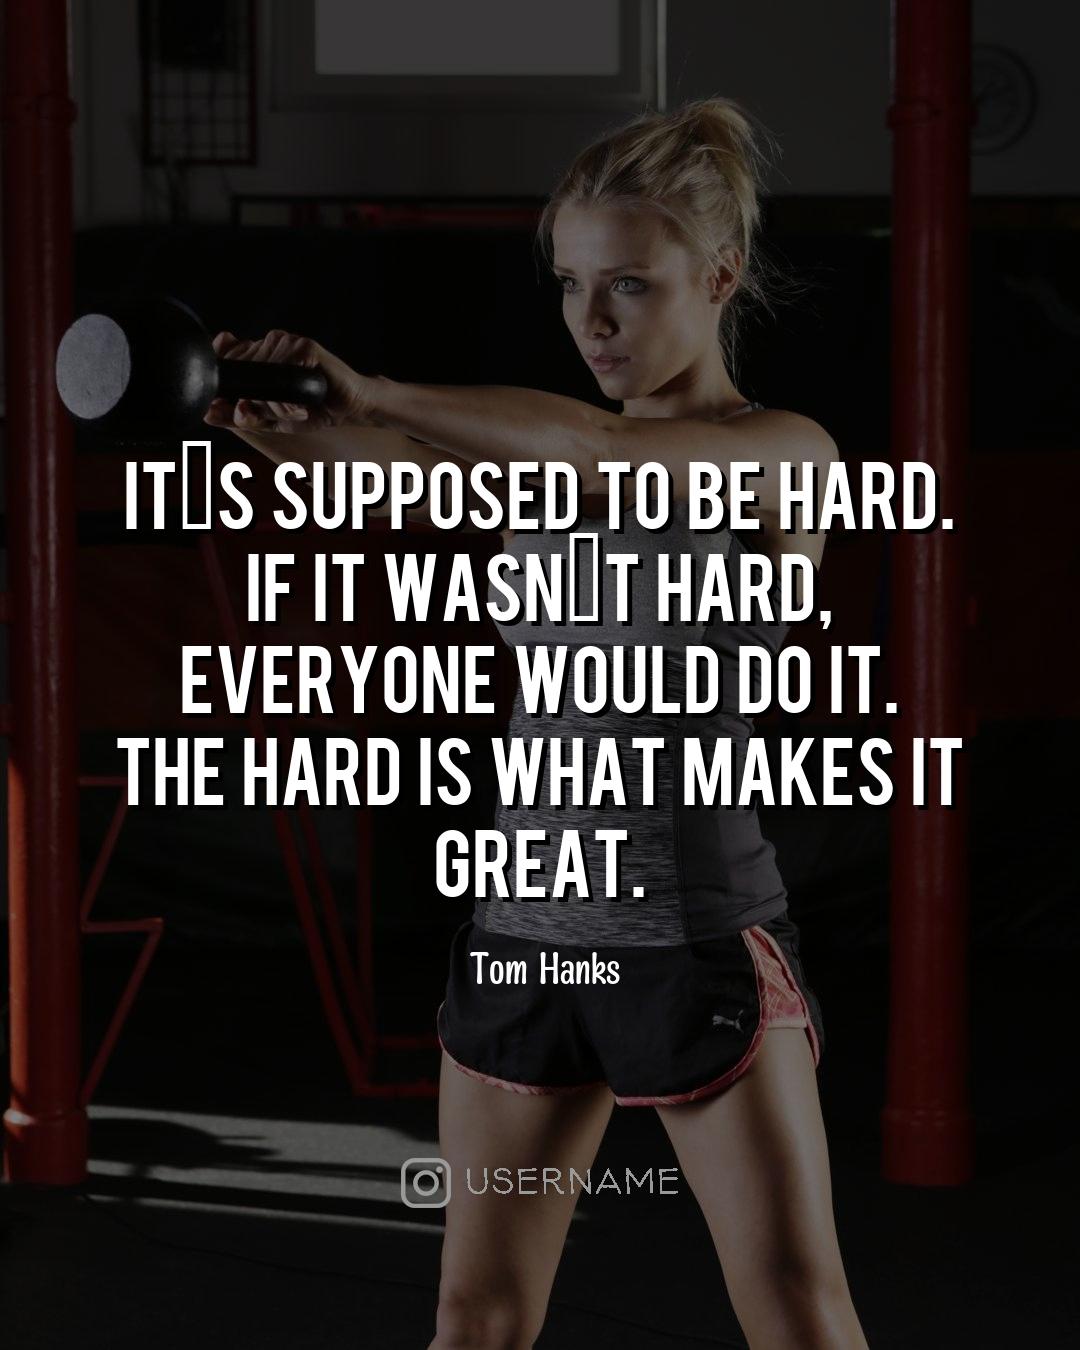 IT▯S SUPPOSED TO BE HARD.
IF IT WASN▯T HARD,
EVERYONE WOULD DO IT.
THE HARD IS WHAT MAKES IT
GREAT.
Tom Hanks
USERNAME